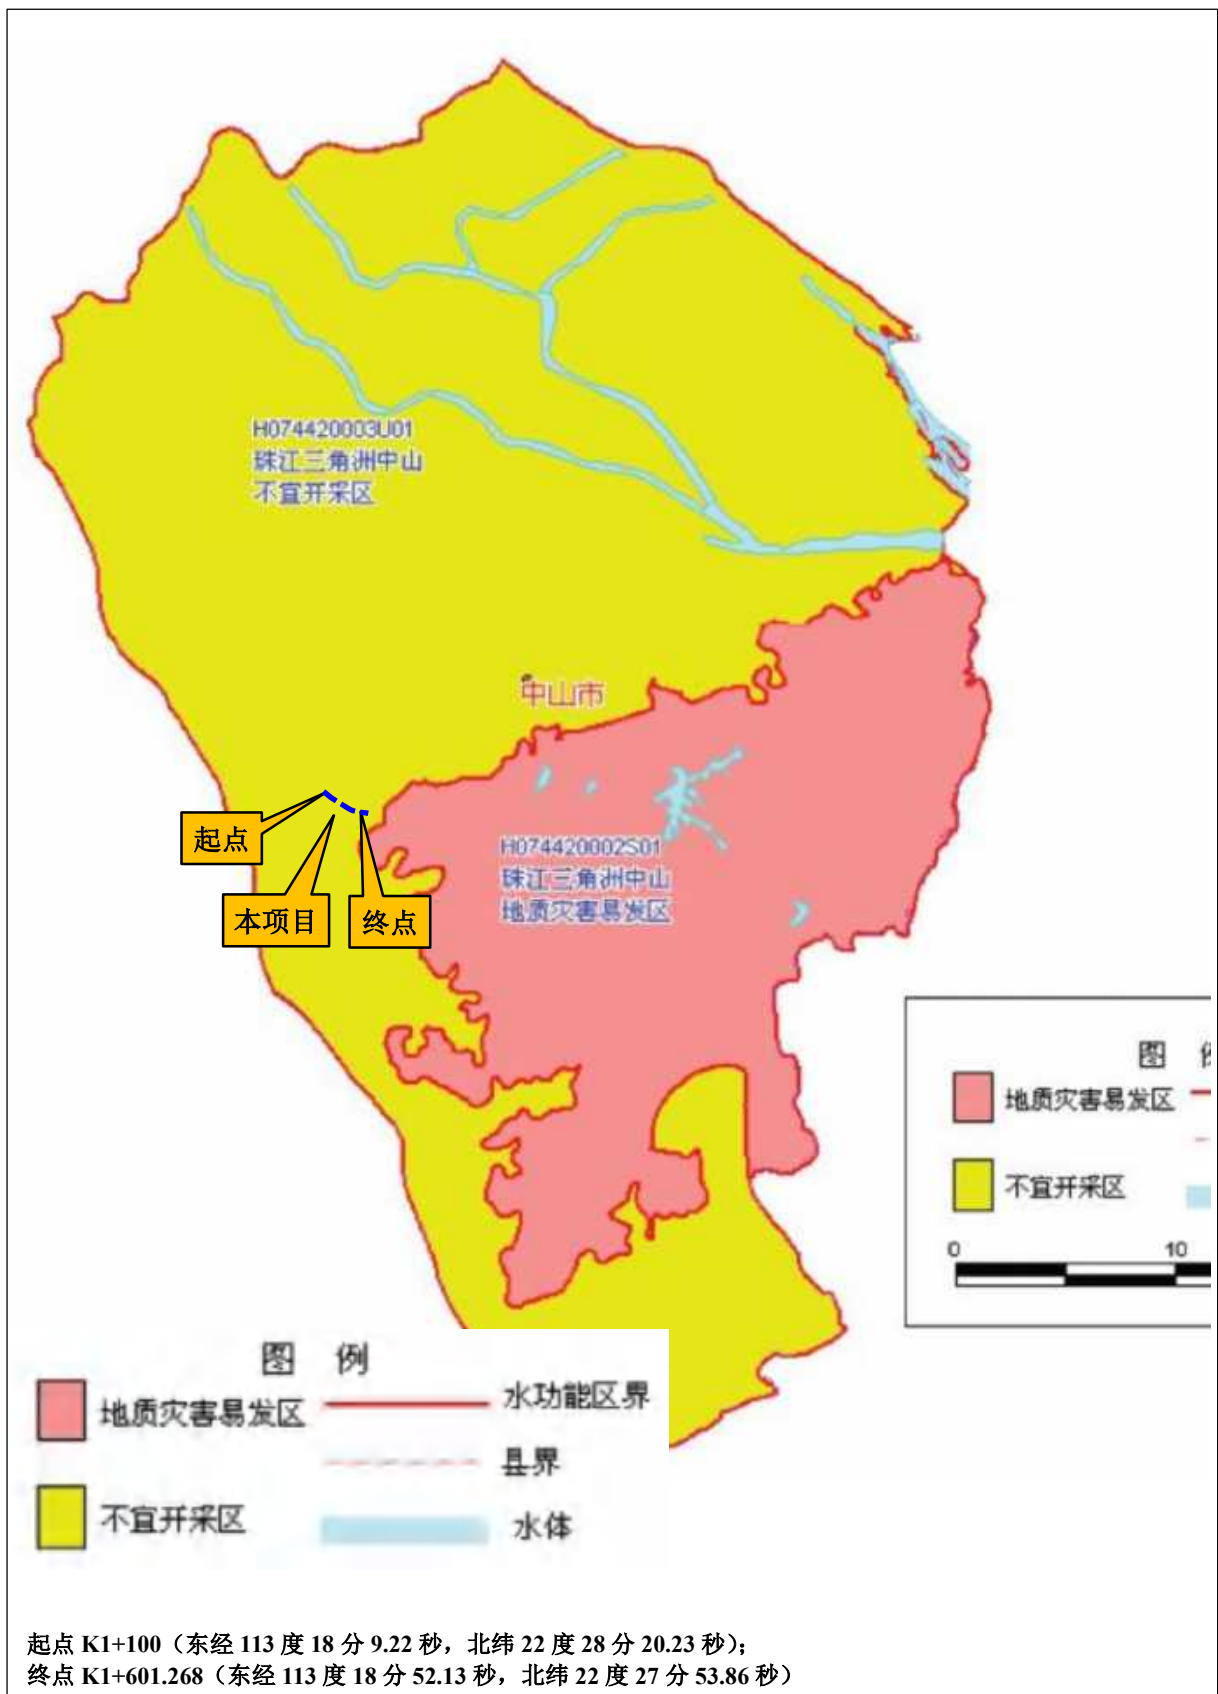 H074420003U01
珠江三角洲中山
不宜开采区
中山市
起点
本项目
终点
H074420002S01
珠江三角洲中山
地质灾害易发区
图
地质灾害易发区
不宜开采区
0 10
图 例
地质灾害易发区
水功能区界
县界
不宜开采区
水体
起点 K1+100（东经 113 度 18 分 9.22 秒，北纬 22 度 28 分 20.23 秒）；
终点 K1+601.268（东经 113 度 18 分 52.13 秒，北纬 22 度 27 分 53.86 秒）